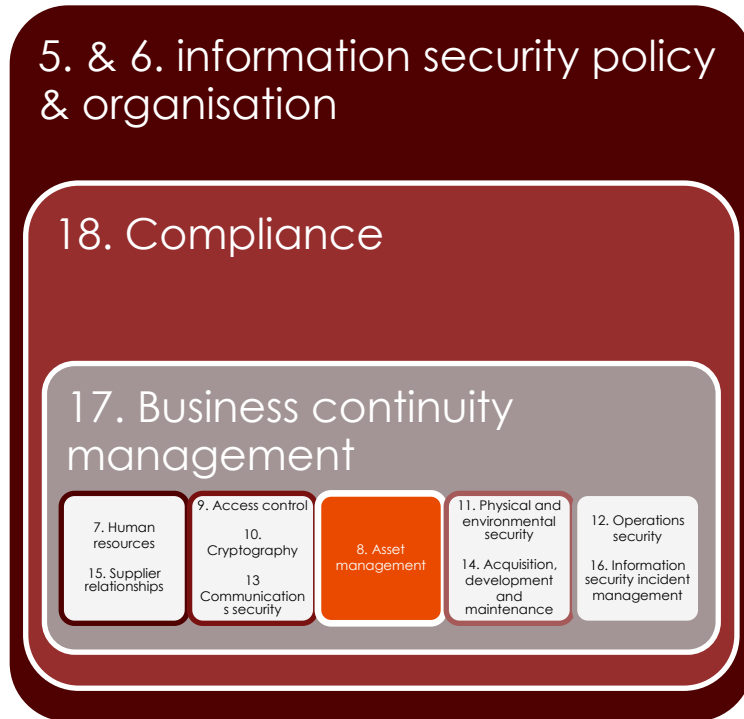 5. & 6. information security policy
& organisation
18. Compliance
17. Business continuity
management
7. Human
resources
15. Supplier
relationships
9. Access control
10.
Cryptography
13
Communication
s security
8. Asset
management
11. Physical and
environmental
security
14. Acquisition,
development
and
maintenance
12. Operations
security
16. Information
security incident
management